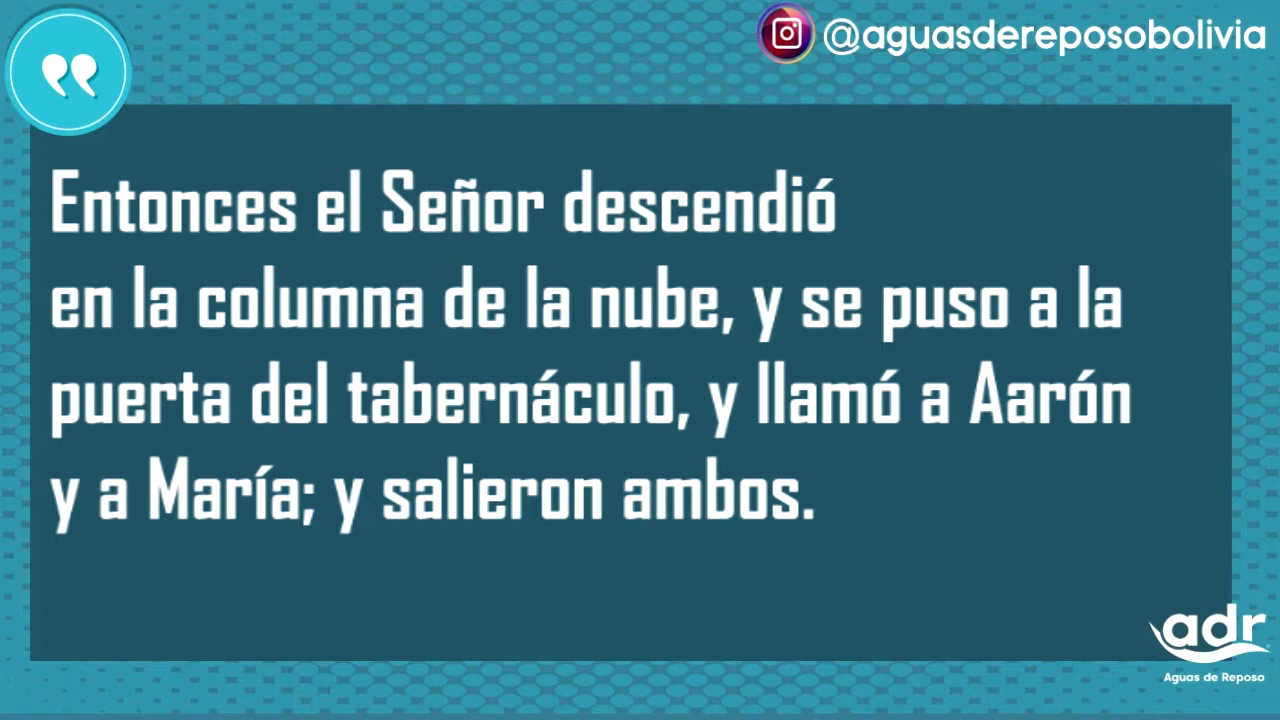 @aguasdereposobolivia
Entonces el Señor descendió
en la columna de la nube, y se puso a la
puerta del tabernáculo, y llamó a Aarón
y a María; y salieron ambos.
adr
Aguas de Reposo